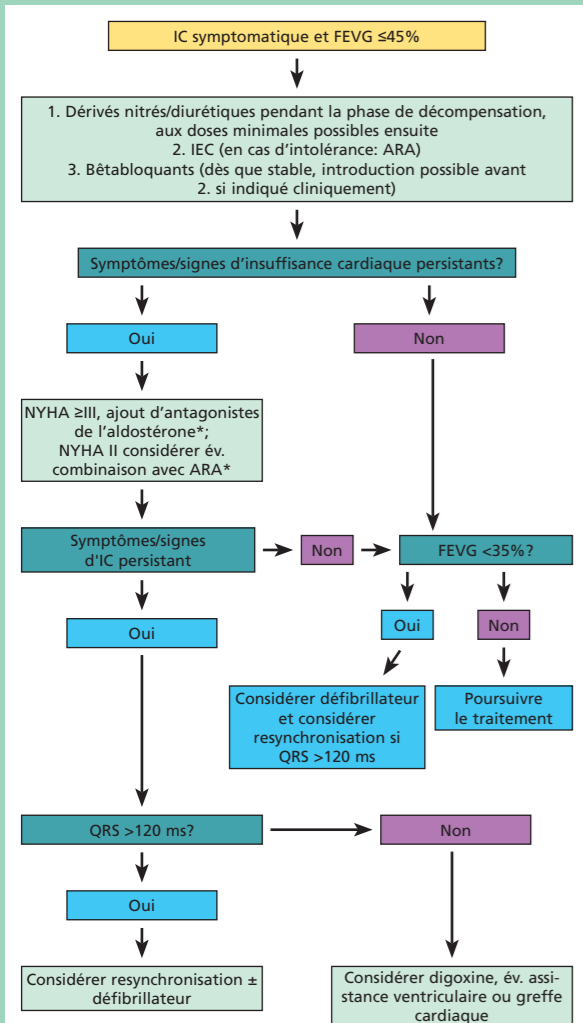 IC symptomatique et FEVG ≤45%
1. Dérivés nitrés/diurétiques pendant la phase de décompensation,
aux doses minimales possibles ensuite
2. IEC (en cas d'intolérance: ARA)
3. Bêtabloquants (dès que stable, introduction possible avant
2. si indiqué cliniquement)
Symptômes/signes d'insuffisance cardiaque persistants?
Oui
Non
NYHA ≥III, ajout d'antagonistes
de l'aldostérone*;
NYHA II considérer év.
combinaison avec ARA*
Symptômes/signes
d'IC persistant
Non
FEVG <35%?
Oui
Oui
Non
Considérer défibrillateur
et considérer
resynchronisation si
QRS >120 ms
Poursuivre
le traitement
QRS >120 ms?
Non
Oui
Considérer resynchronisation ±
défibrillateur
Considérer digoxine, év. assi-
stance ventriculaire ou greffe
cardiaque